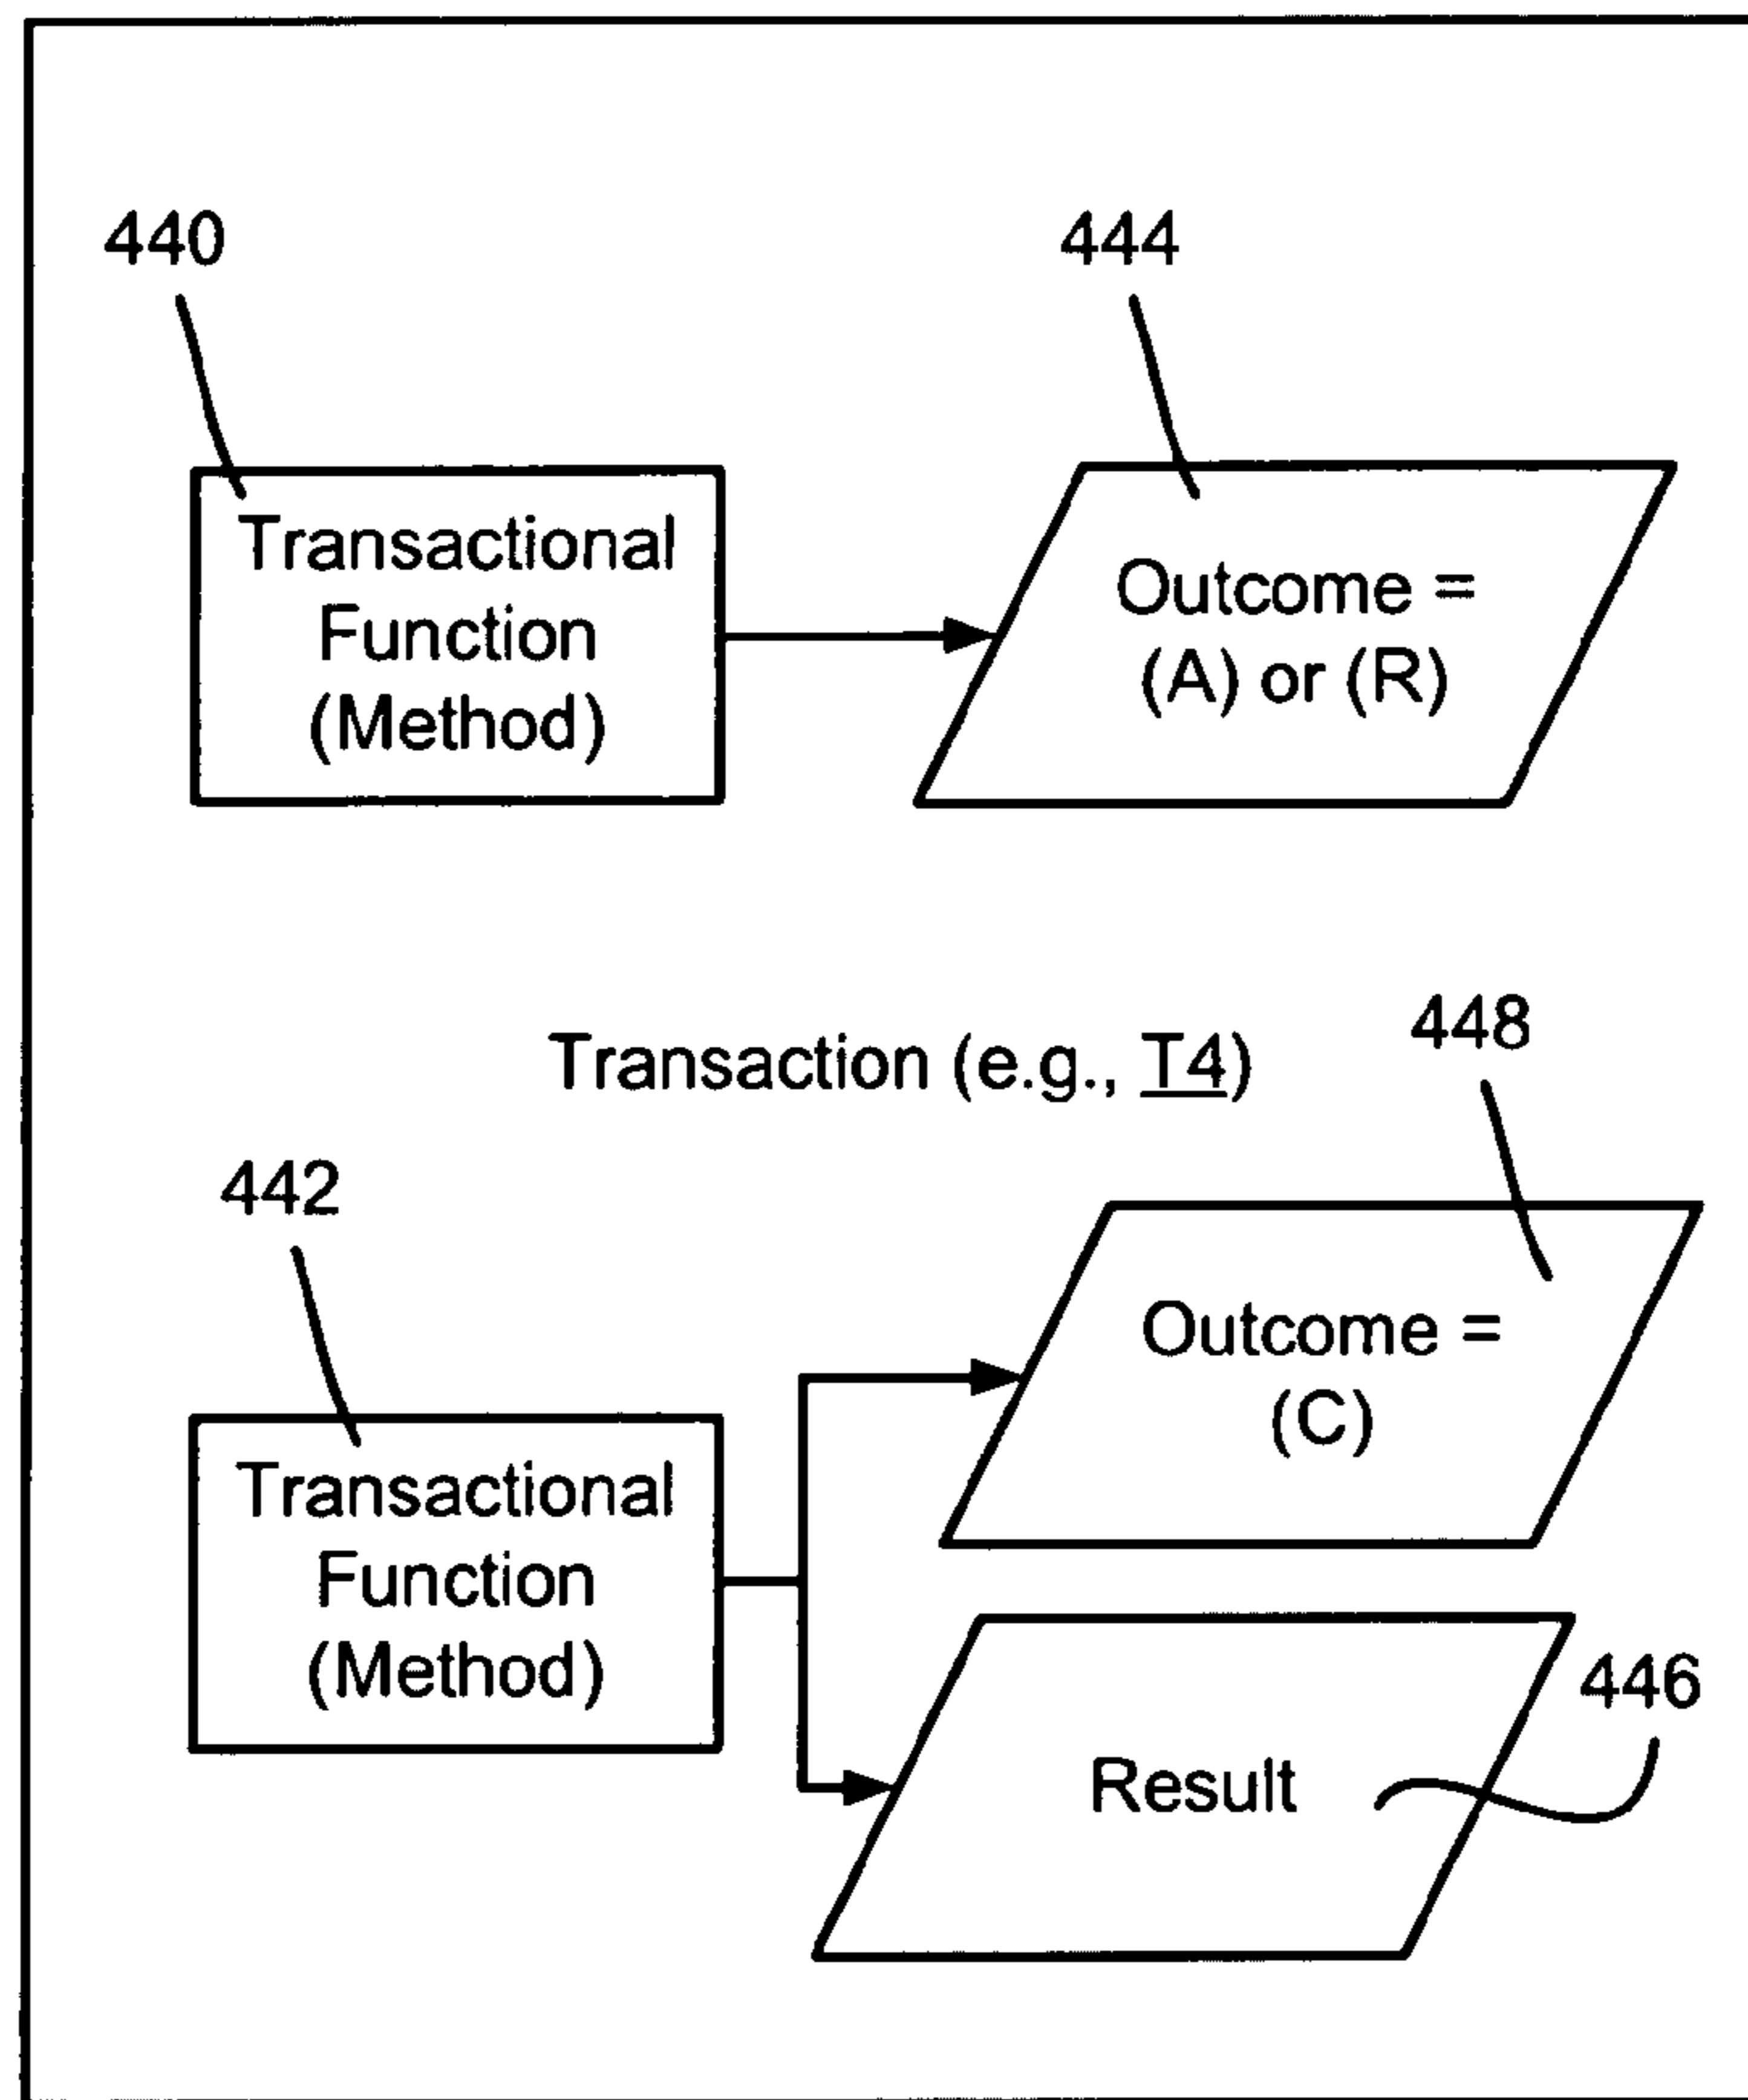 440
444
Transactional
Function
(Method)
Outcome =
(A) or (R)
Transaction (e.g., T4)
448
442
Outcome =
(C)
Transactional
Function
(Method)
446
Result